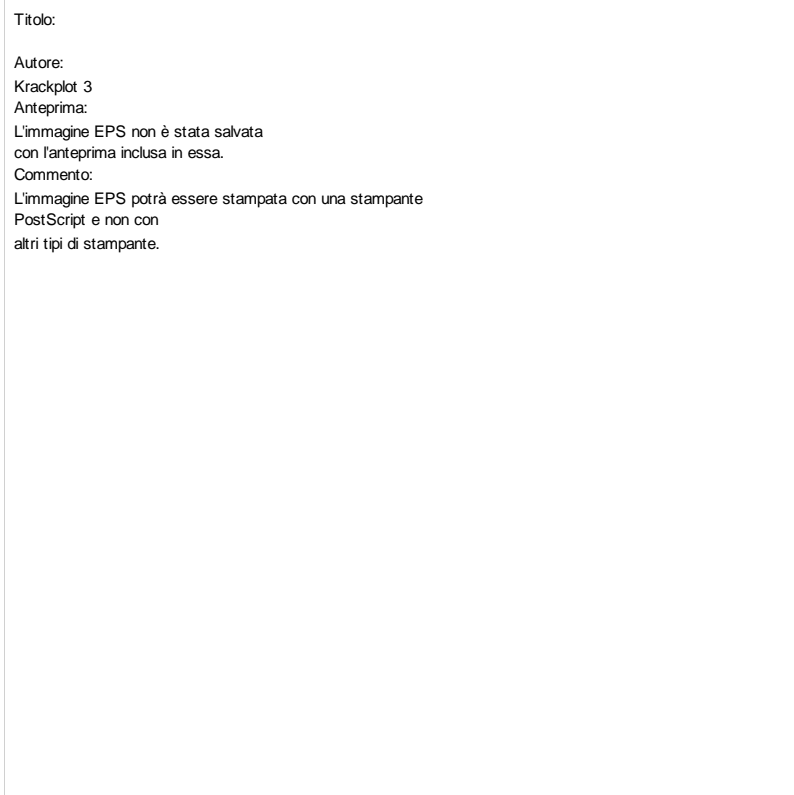 Titolo:
Autore:
Krackplot 3
Anteprima:
L'immagine EPS non è stata salvata
con l'anteprima inclusa in essa.
Commento:
L'immagine EPS potrà essere stampata con una stampante
PostScript e non con
altri tipi di stampante.